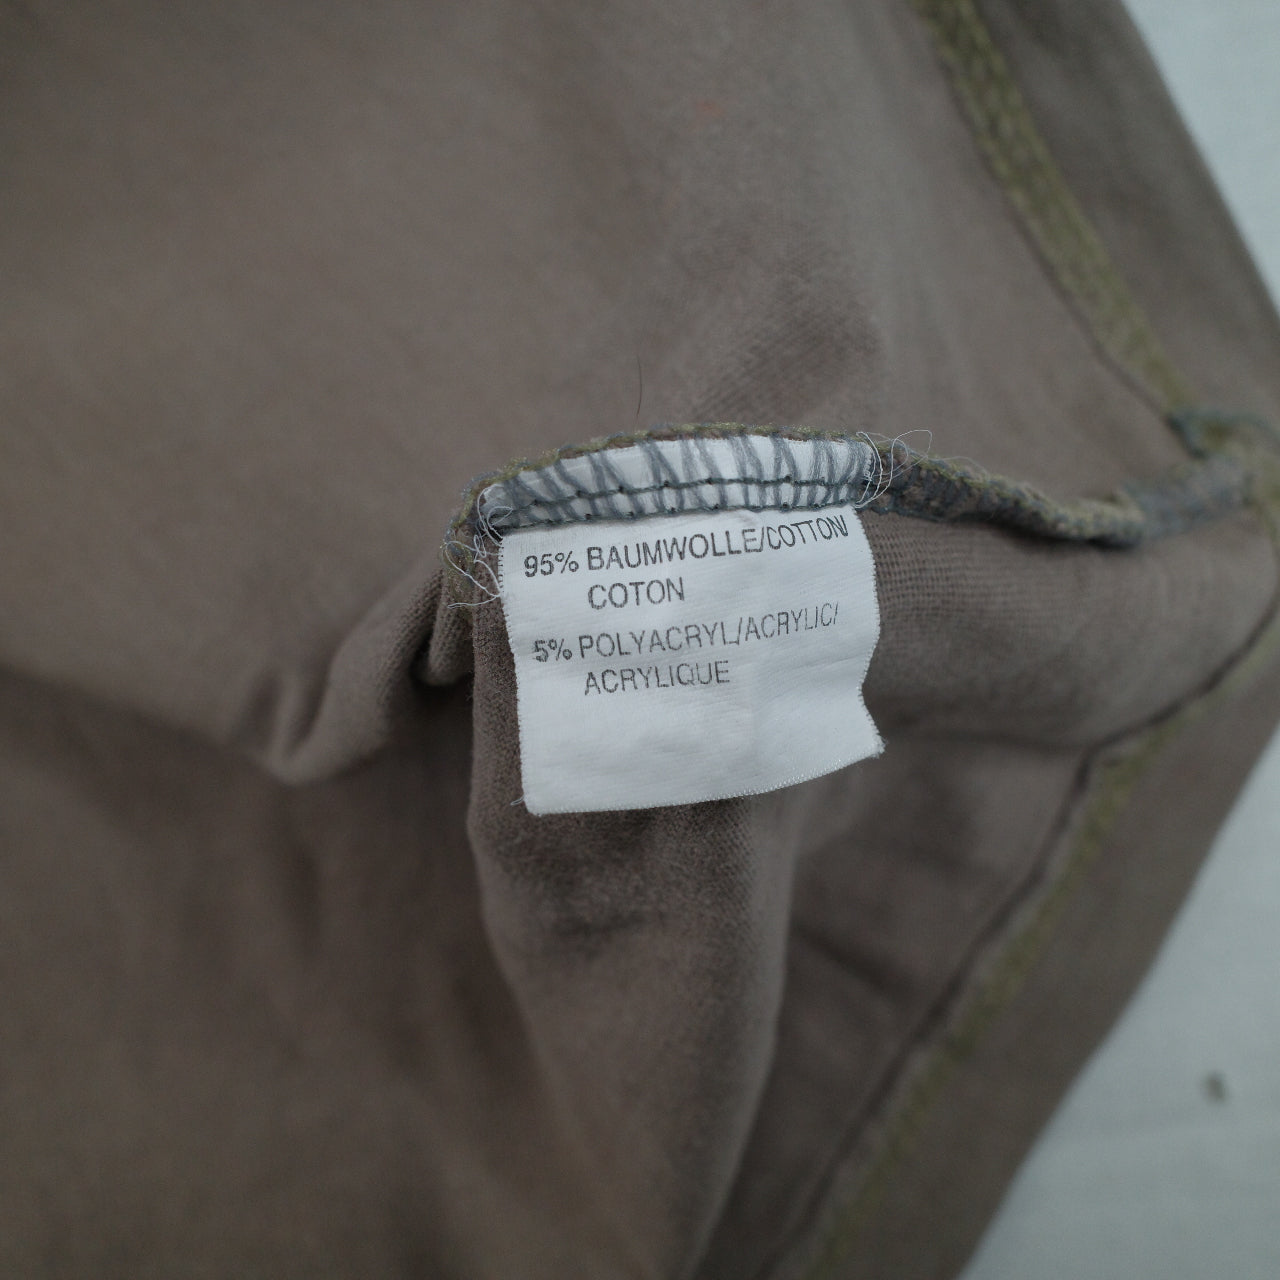 95% BAUMWOLLE/COTTON/
COTON
5% POLYACRYL/ACRYLIC/
ACRYLIQUE